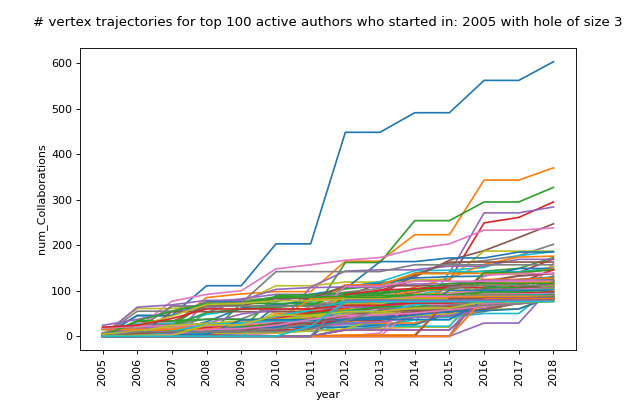 # vertex trajectories for top 100 active authors who started in: 2005 with hole of size 3
600
500
400
300
200
100
0
num_Collaborations
2005 2006 2007 2008 2009 2010 2011 2012 2013 2014 2015 2016 2017 2018
year